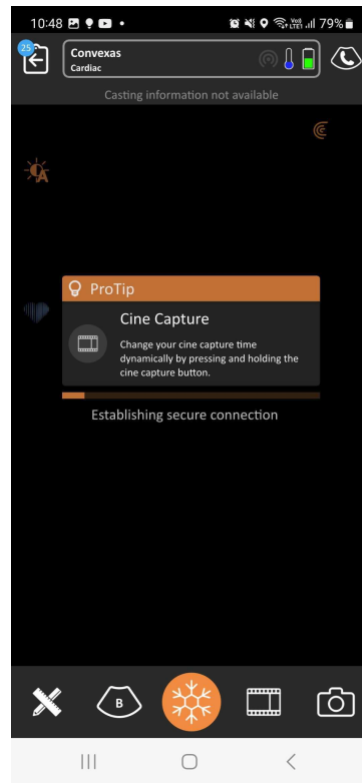 10:48
79%
25
Convexas
Cardiac
Casting information not available
A
ProTip
Cine Capture
Change your cine capture time
dynamically by pressing and holding the
cine capture button.
Establishing secure connection
B